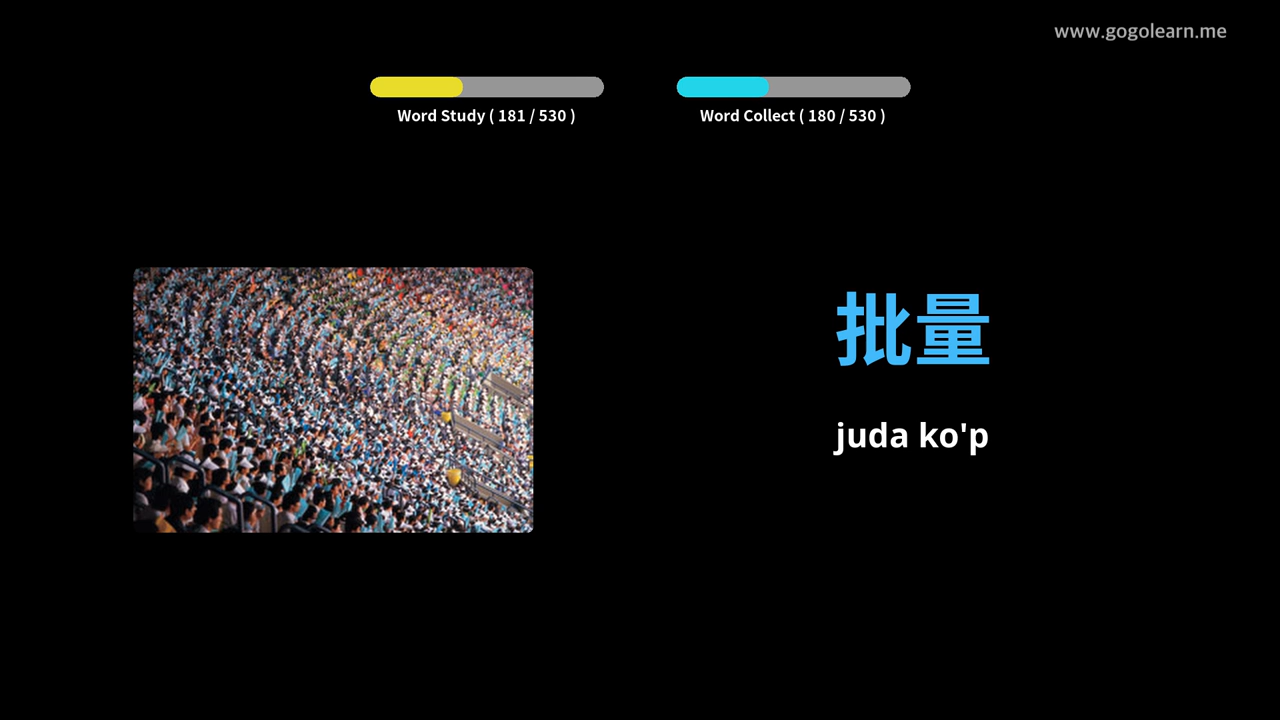 www.gogolearn.me
Word Study ( 181 / 530 )
Word Collect ( 180 / 530 )
批量
juda ko'p